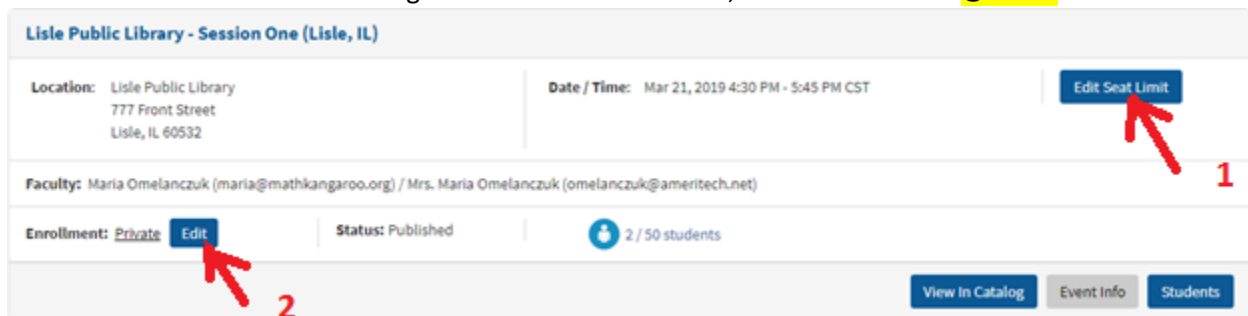 Lisle Public Library - Session One (Lisle, IL)
Location: Lisle Public Library Date / Time: Mar 21, 2019 4:30 PM - 5:45 PM CST Edit Seat Limit
777 Front Street
Lisle, IL 60532
1
Faculty: Maria Omelanczuk (maria@mathkangaroo.org) / Mrs. Maria Omelanczuk (omelanczuk@ameritech.net)
Enrollment: Private Edit Status: Published 2 / 50 students
2
View In Catalog Event Info Students